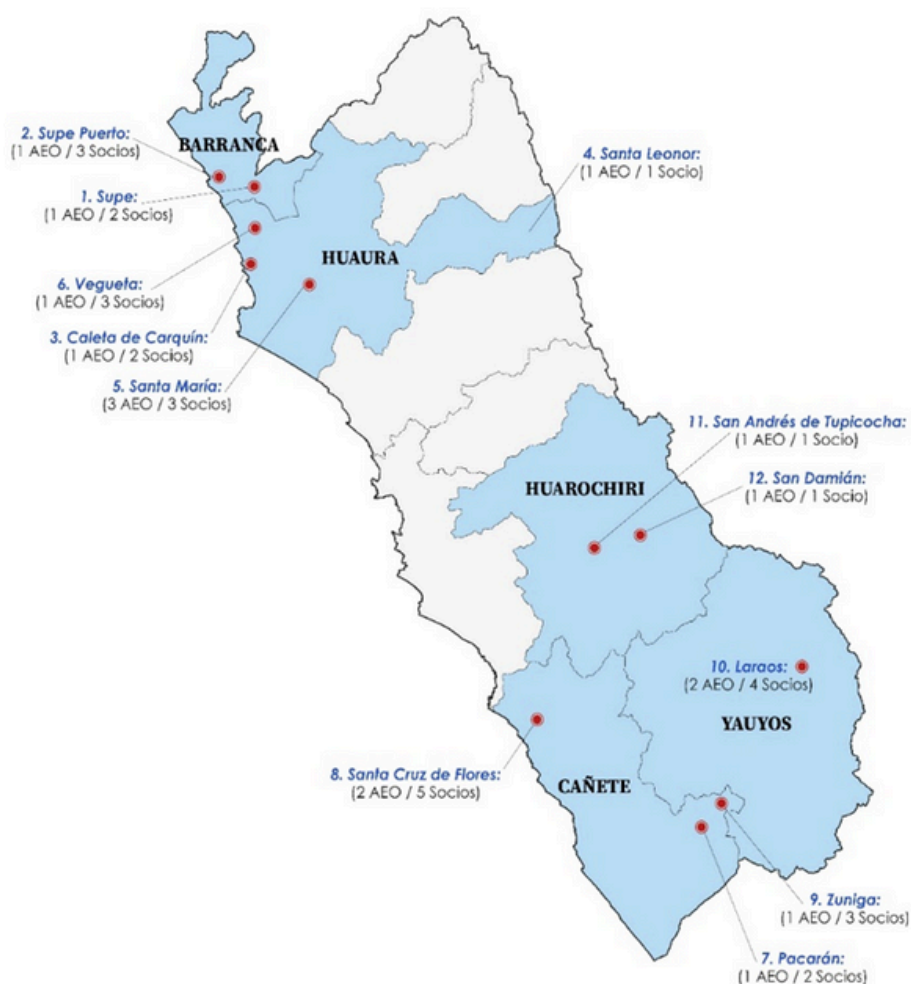 BARRANCA
2. Supe Puerto:
(1 AEO / 3 Socios)
1. Supe:
(1 AEO / 2 Socios)
4. Santa Leonor:
(1 AEO / 1 Socio)
HUAURA
6. Vegueta:
(1 AEO / 3 Socios)
3. Caleta de Carquín:
(1 AEO / 2 Socios)
5. Santa María:
(3 AEO / 3 Socios)
11. San Andrés de Tupicocha:
(1 AEO / 1 Socio)
HUAROCHIRI
12. San Damián:
(1 AEO / 1 Socio)
10. Laraos:
(2 AEO / 4 Socios)
YAUYOS
8. Santa Cruz de Flores:
(2 AEO / 5 Socios)
CAÑETE
9. Zuniga:
(1 AEO / 3 Socios)
7. Pacarán:
(1 AEO / 2 Socios)